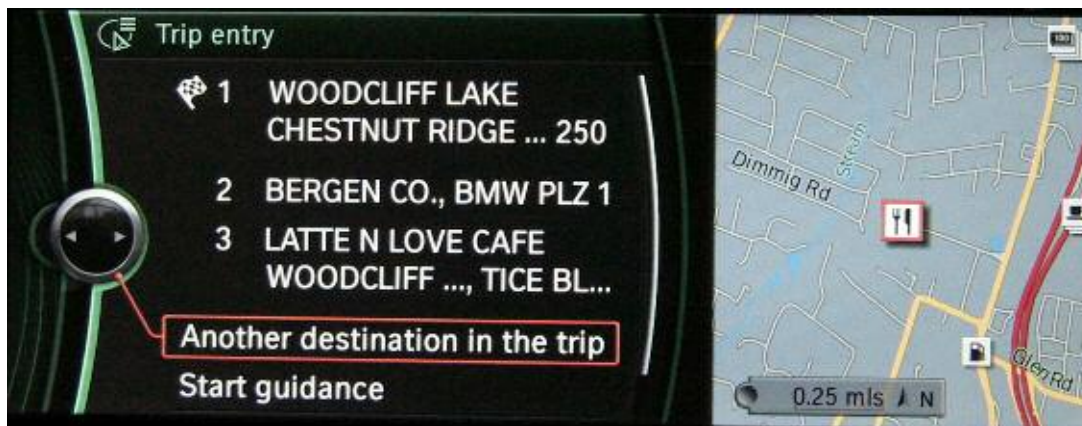 Trip entry
1 WOODCLIFF LAKE
CHESTNUT RIDGE ... 250
2 BERGEN CO., BMW PLZ 1
3 LATTE N LOVE CAFE
WOODCLIFF ..., TICE BL...
Another destination in the trip
Start guidance
100
Stream
Dimmig Rd
Glen Rd
0.25 mls N